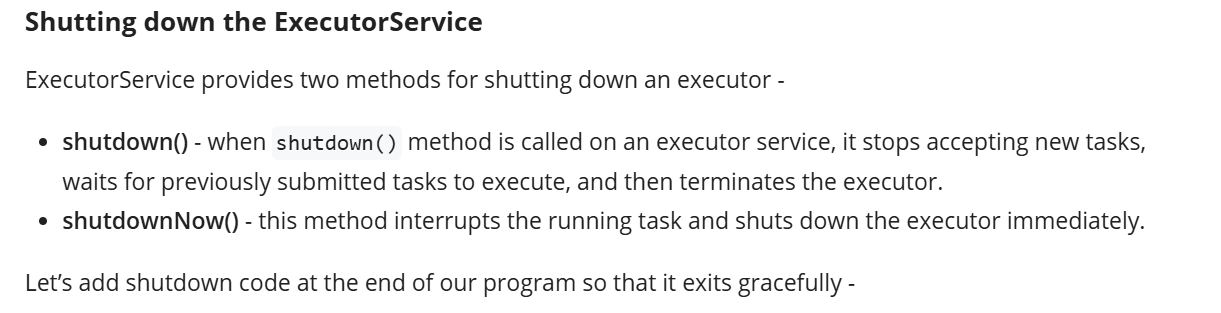 Shutting down the ExecutorService
ExecutorService provides two methods for shutting down an executor -
• shutdown() - when shutdown() method is called on an executor service, it stops accepting new tasks,
waits for previously submitted tasks to execute, and then terminates the executor.
• shutdownNow() - this method interrupts the running task and shuts down the executor immediately.
Let’s add shutdown code at the end of our program so that it exits gracefully -